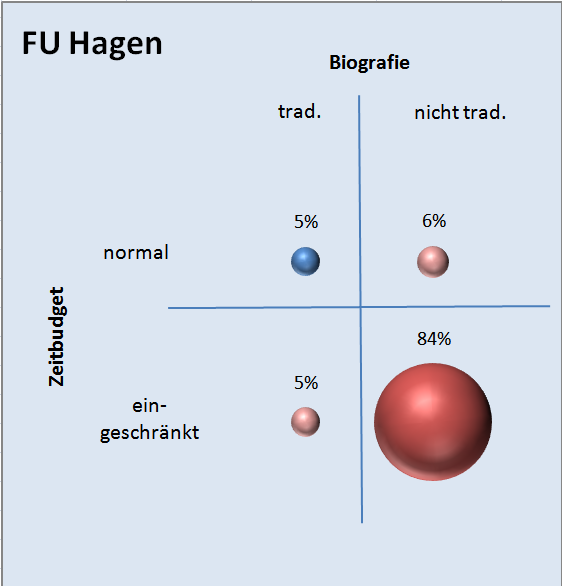 FU Hagen
Biografie
trad.
nicht trad.
5%
6%
normal
Zeitbudget
84%
5%
ein-
geschränkt